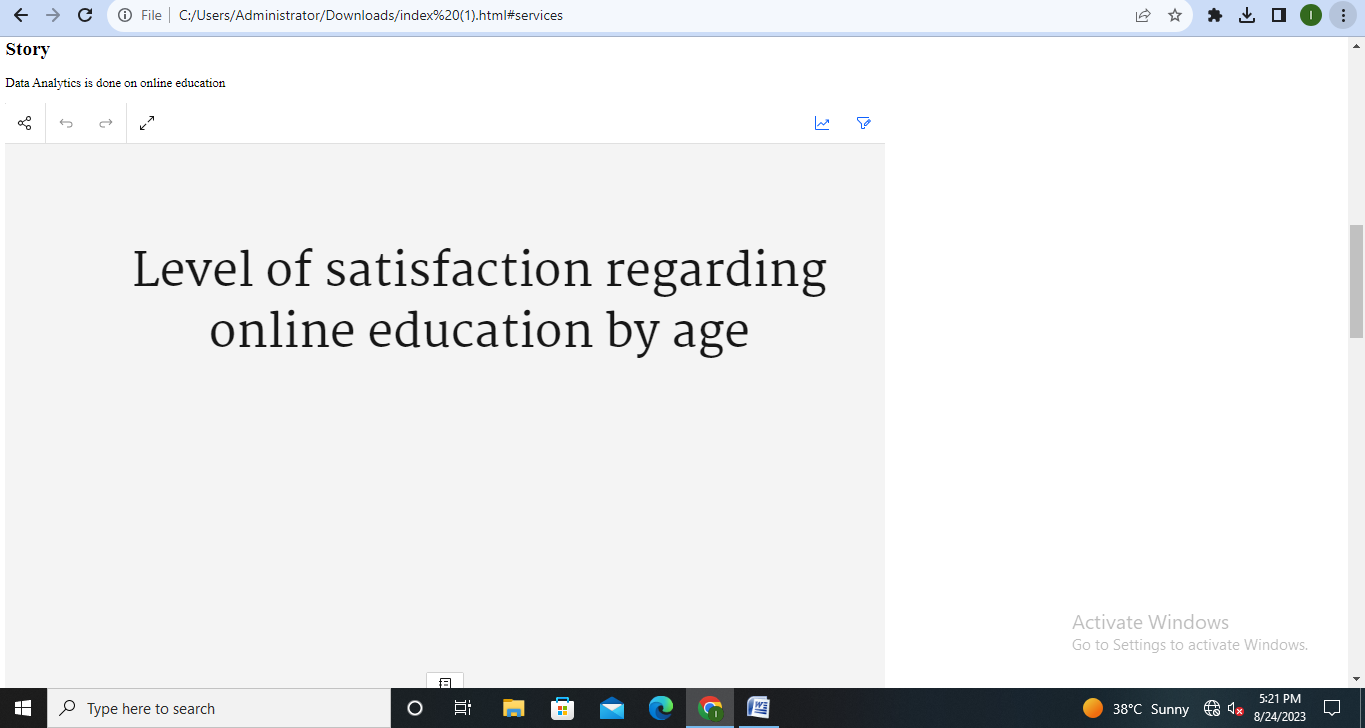 File
C:/Users/Administrator/Downloads/index%20(1).html#services
I
Story
Data Analytics is done on online education
Level of satisfaction regarding
online education by age
Activate Windows
Go to Settings to activate Windows.
Type here to search
38°C Sunny
5:21 PM
8/24/2023